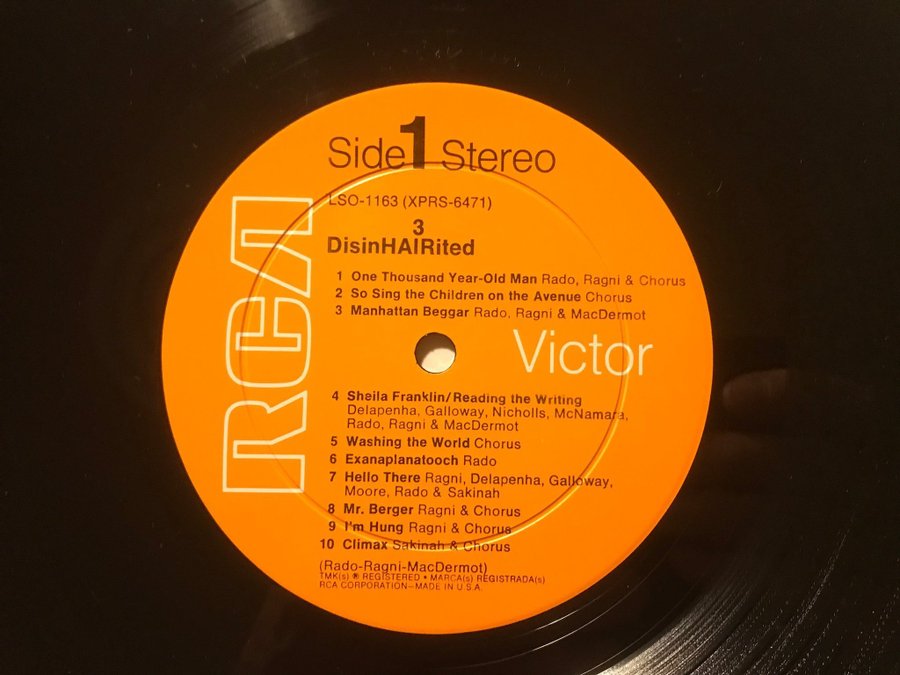 Side 1 Stereo
LSO-1163 (XPRS-6471)
3
DisinHAIRited
1 One Thousand Year-Old Man Rado, Ragni & Chorus
2 So Sing the Children on the Avenue Chorus
3 Manhattan Beggar Rado, Ragni & MacDermot
RCA
Victor
4 Sheila Franklin/Reading the Writing
Delapenha, Galloway, Nicholls, McNamara,
Rado, Ragni & MacDermot
5 Washing the World Chorus
6 Exanaplanatooch Rado
7 Hello There Ragni, Delapenha, Galloway,
Moore, Rado & Sakinah
8 Mr. Berger Ragni & Chorus
9 I'm Hung Ragni & Chorus
10 Climax Sakinah & Chorus
(Rado-Ragni-MacDermot)
TMK(s) ® REGISTERED • MARCA(s) REGISTRADA(s)
RCA CORPORATION—MADE IN U.S.A.